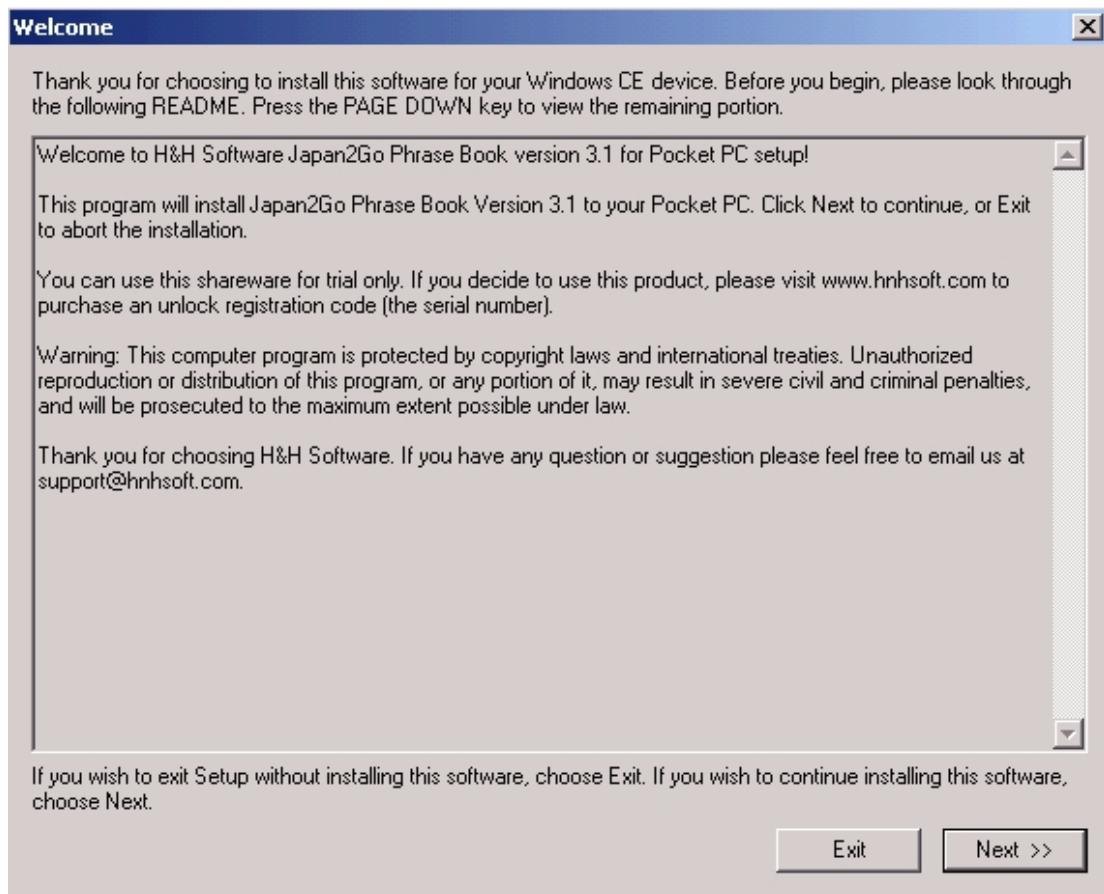 Welcome
Thank you for choosing to install this software for your Windows CE device. Before you begin, please look through
the following README. Press the PAGE DOWN key to view the remaining portion.
Welcome to H&H Software Japan2Go Phrase Book version 3.1 for Pocket PC setup!
This program will install Japan2Go Phrase Book Version 3.1 to your Pocket PC. Click Next to continue, or Exit
to abort the installation.
You can use this shareware for trial only. If you decide to use this product, please visit www.hnhsoft.com to
purchase an unlock registration code (the serial number).
Warning: This computer program is protected by copyright laws and international treaties. Unauthorized
reproduction or distribution of this program, or any portion of it, may result in severe civil and criminal penalties,
and will be prosecuted to the maximum extent possible under law.
Thank you for choosing H&H Software. If you have any question or suggestion please feel free to email us at
support@hnhsoft.com.
If you wish to exit Setup without installing this software, choose Exit. If you wish to continue installing this software,
choose Next.
Exit
Next >>